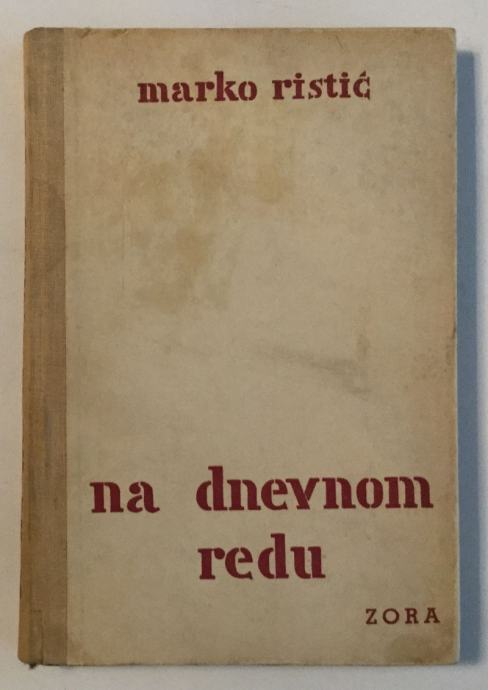 marko ristić
na dnevnom
redu
ZORA